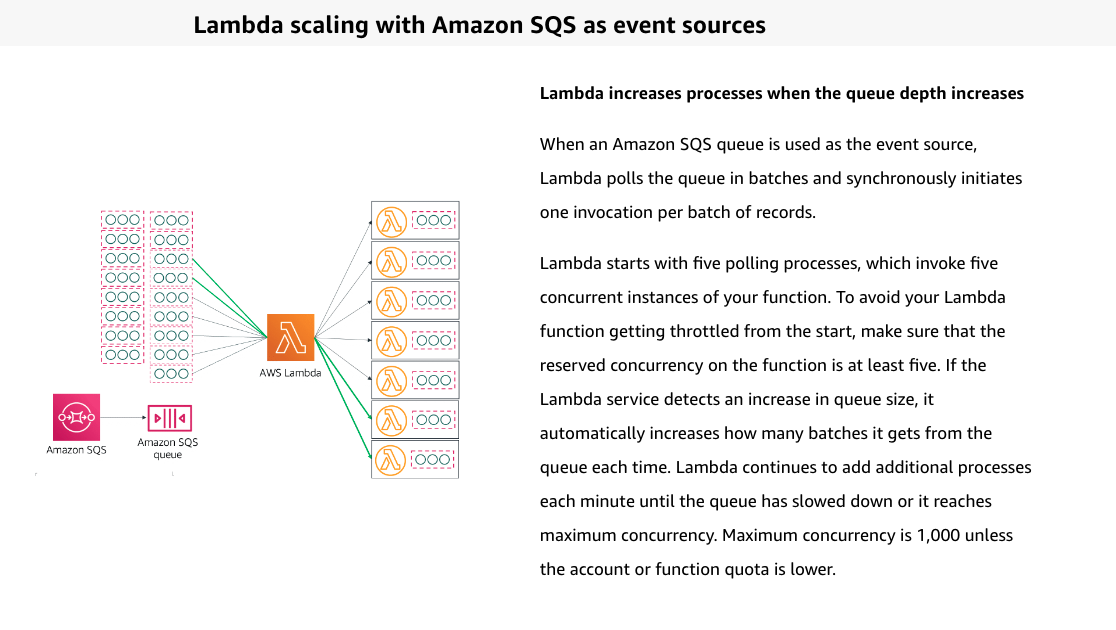 Lambda scaling with Amazon SQS as event sources
Lambda increases processes when the queue depth increases
When an Amazon SQS queue is used as the event source,
Lambda polls the queue in batches and synchronously initiates
one invocation per batch of records.
Lambda starts with five polling processes, which invoke five
concurrent instances of your function. To avoid your Lambda
function getting throttled from the start, make sure that the
reserved concurrency on the function is at least five. If the
Lambda service detects an increase in queue size, it
automatically increases how many batches it gets from the
queue each time. Lambda continues to add additional processes
each minute until the queue has slowed down or it reaches
maximum concurrency. Maximum concurrency is 1,000 unless
the account or function quota is lower.
AWS Lambda
Amazon SQS
Amazon SQS
queue